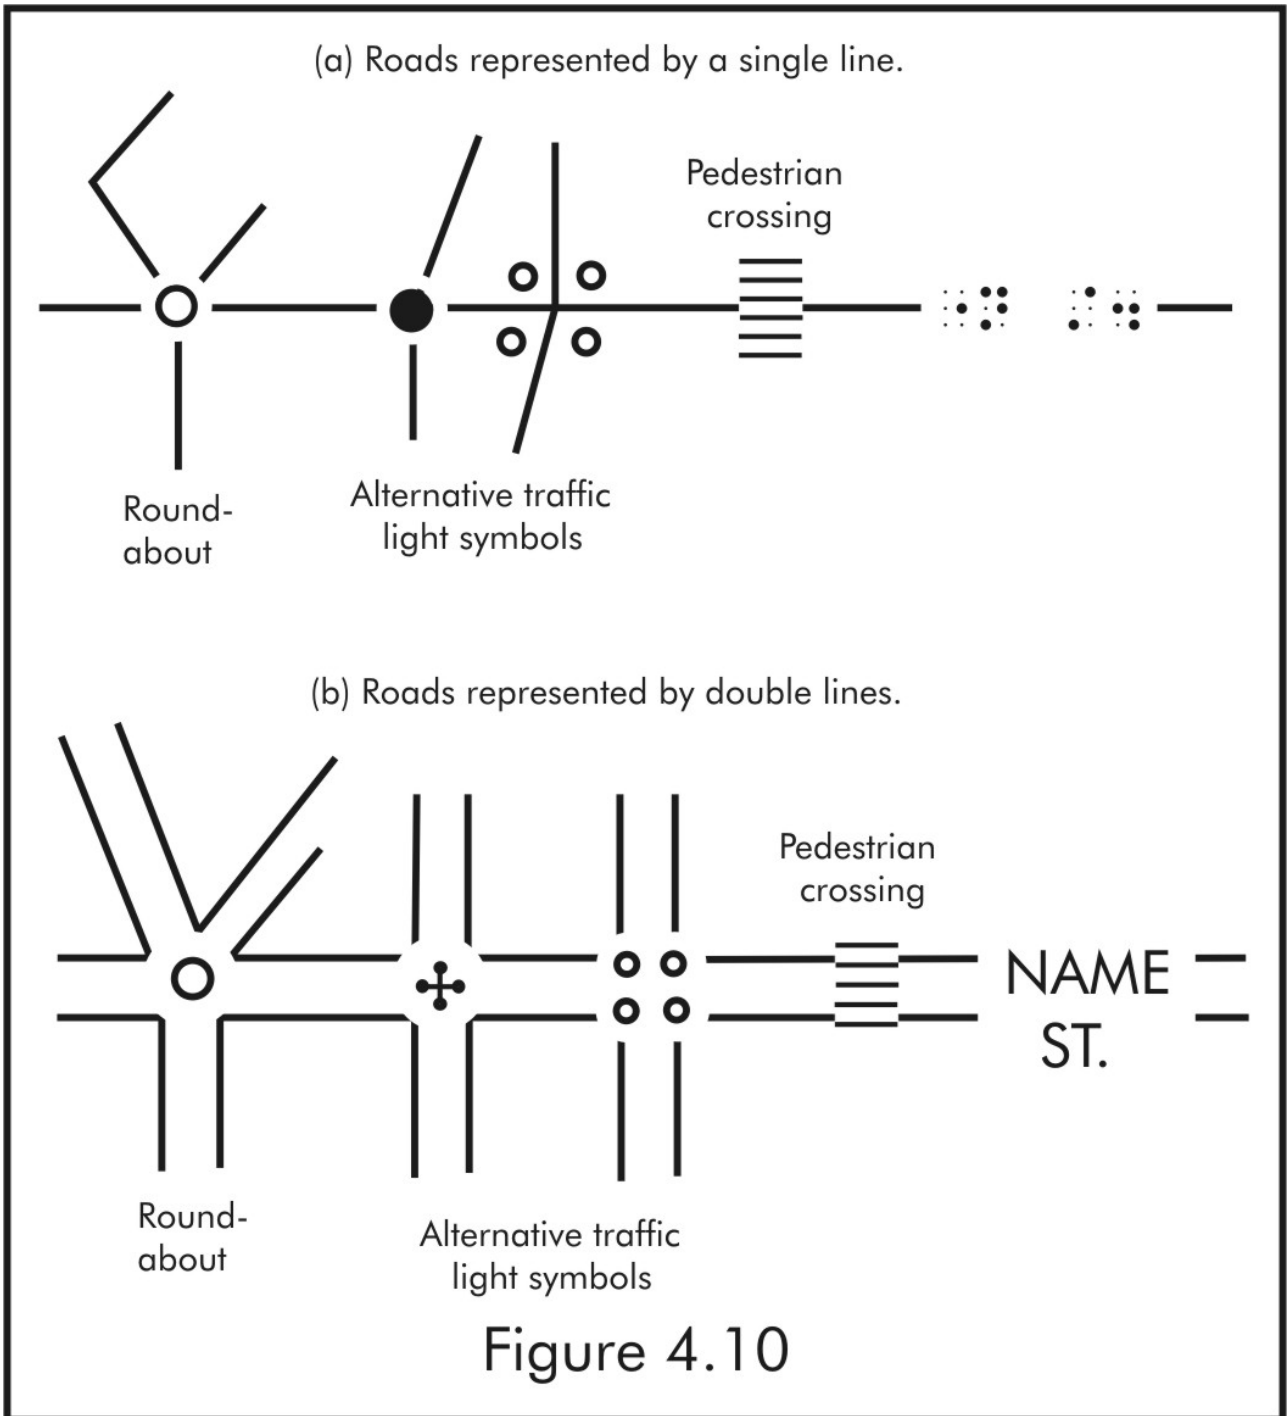 (a) Roads represented by a single line.
Pedestrian
crossing
Round-
about
Alternative traffic
light symbols
(b) Roads represented by double lines.
Pedestrian
crossing
NAME
ST.
Round-
about
Alternative traffic
light symbols
Figure 4.10